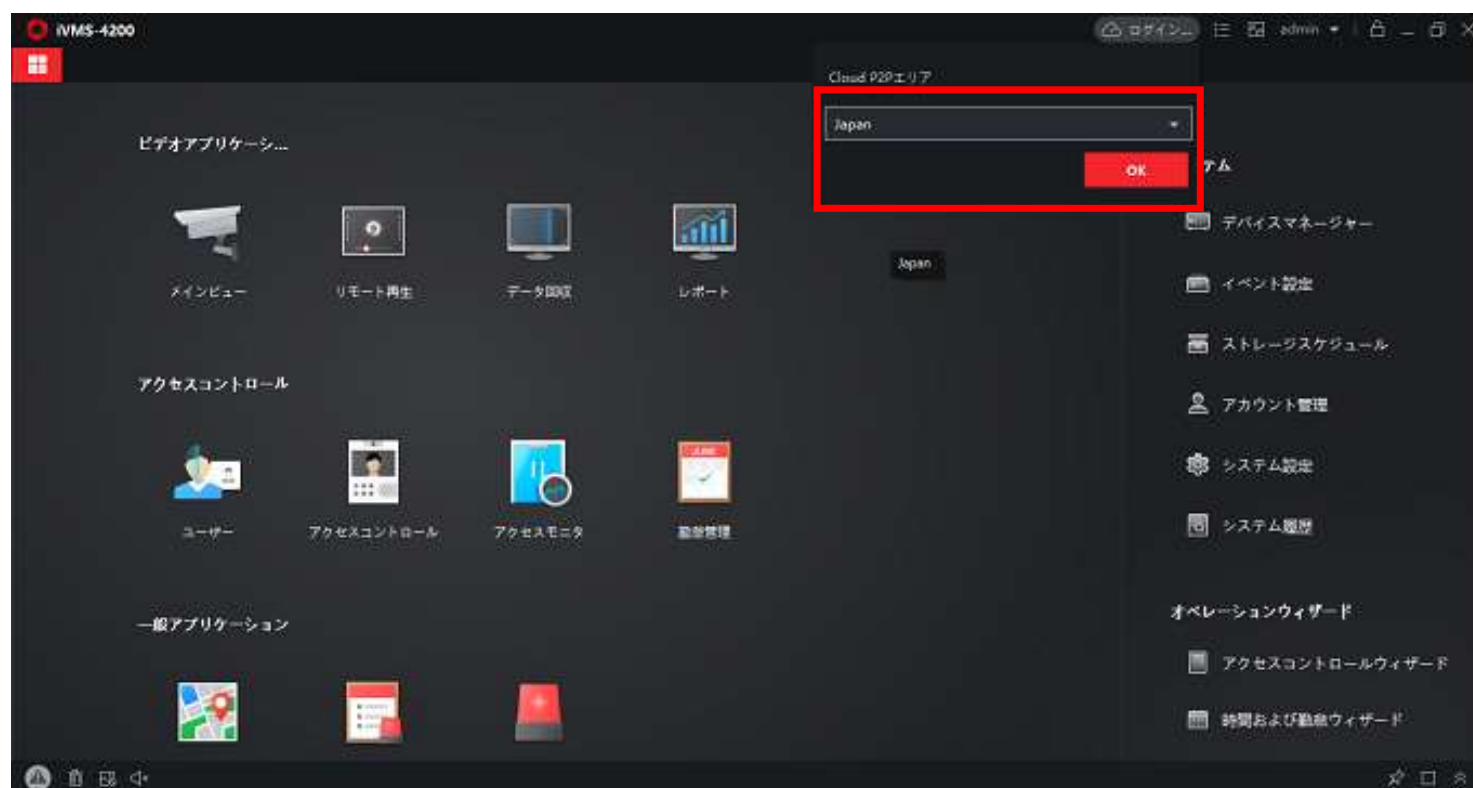 iVMS-4200
ログイン...
admin
Cloud P2Pエリア
Japan
OK
ビデオアプリケーシ...
テム
メインビュー
リモート再生
データ回収
レポート
Japan
デバイスマネージャー
イベント設定
ストレージスケジュール
アカウント管理
システム設定
システム履歴
アクセスコントロール
JUNE
ユーザー
アクセスコントロール
アクセスモニタ
勤怠管理
一般アプリケーション
オペレーションウィザード
アクセスコントロールウィザード
時間および勤怠ウィザード